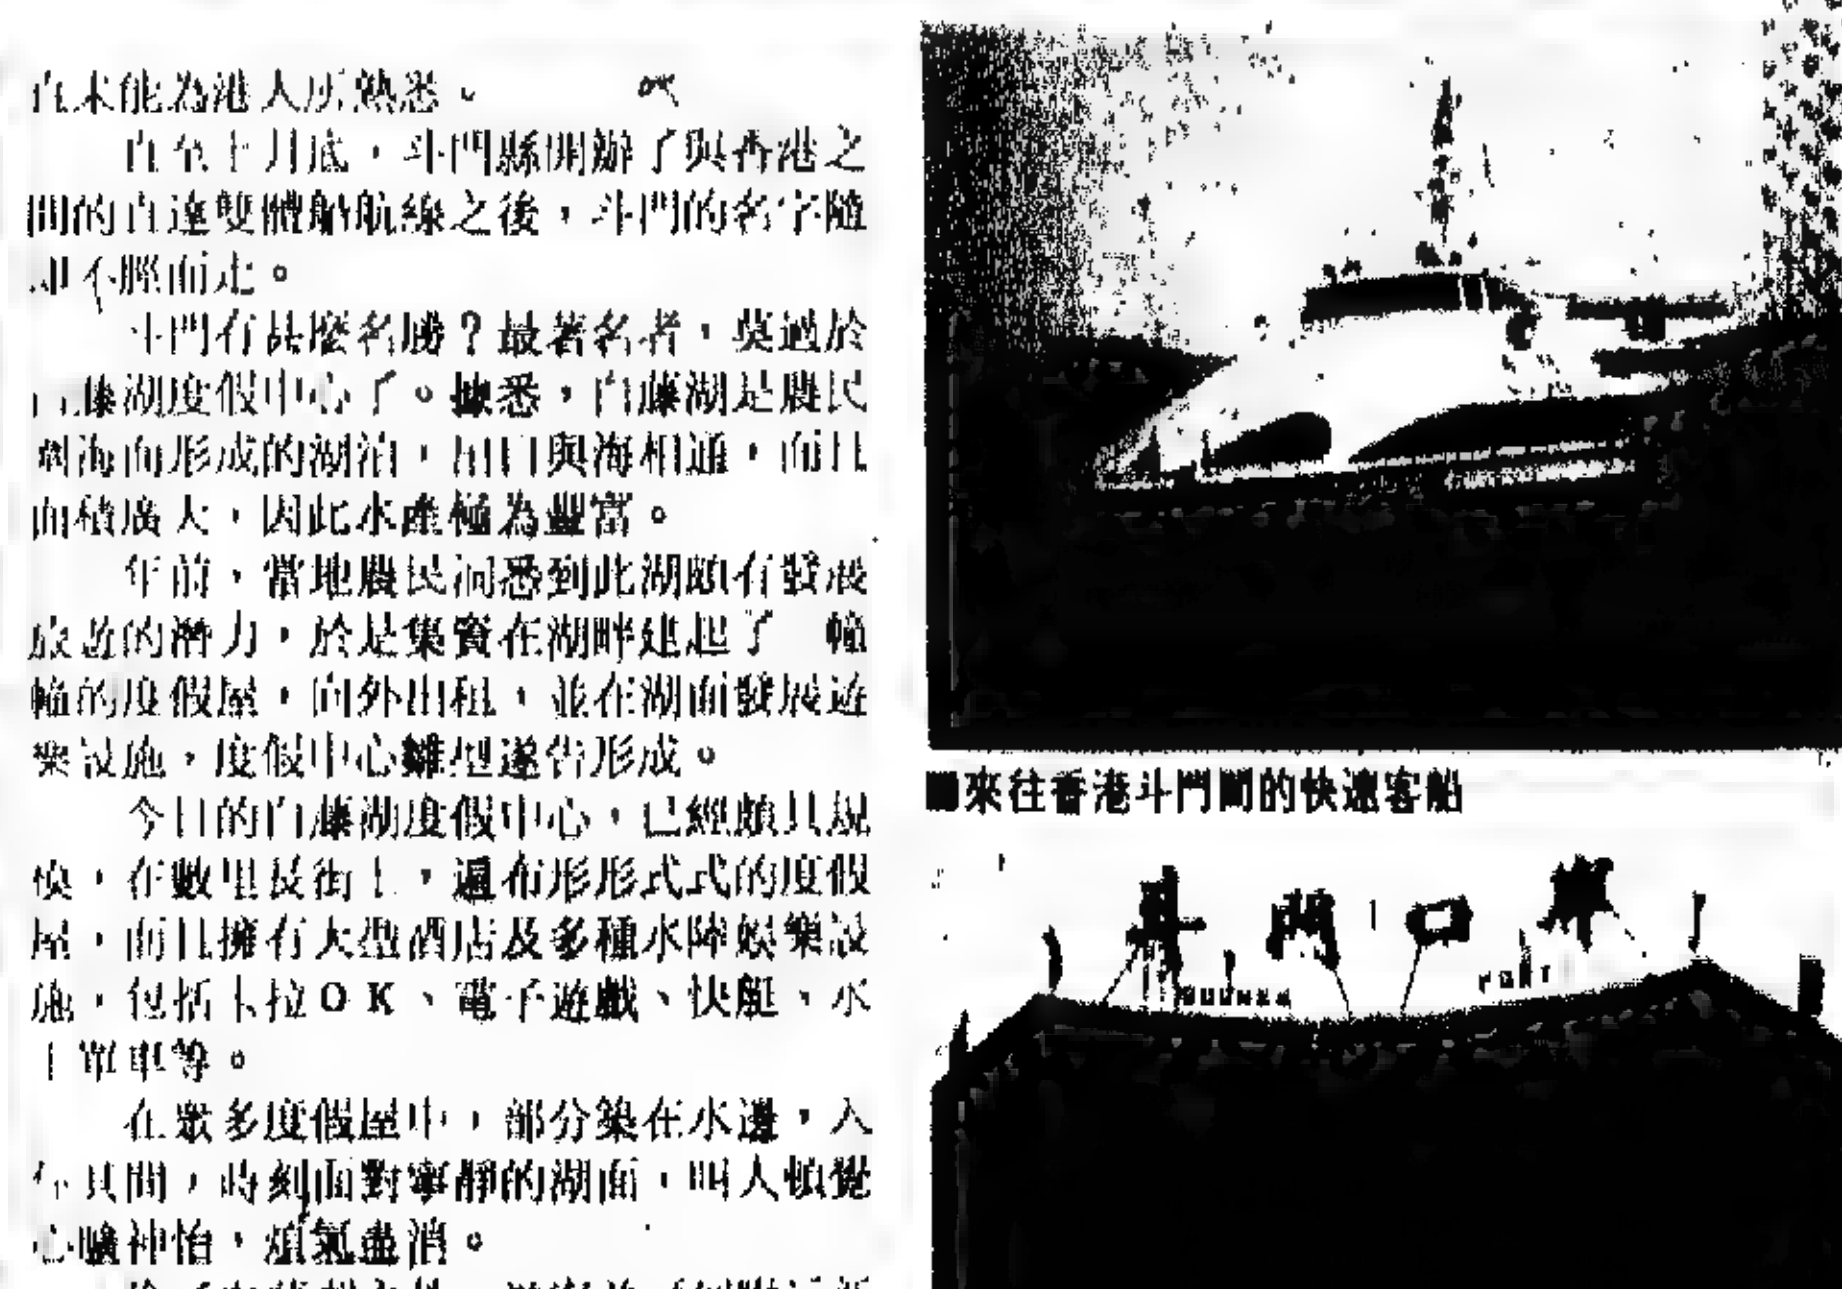 直未能為港人所熟悉。
直至十月底，斗門縣開辦了與香港之
間的直達雙體船航線之後，斗門的名字隨
即不脛而走。
斗門有甚麼名勝？最著名者，莫過於
白藤湖度假中心了。據悉，白藤湖是農民
海而形成的湖泊，出口與海相通，而且
面積廣大，因此水產極為豐富。
年前，當地農民洞悉到此湖頗有發展
旅遊的潛力，於是集資在湖畔建起了 幢
幢的度假屋，向外出租，並在湖面發展遊
樂設施，度假中心雛型遂告形成。
今日的白藤湖度假中心，已經頗具規
模，在數里長街上，遍布形形式式的度假
屋，而且擁有大型酒店及多種水陸娛樂設
施，包括卡拉OK、電子遊戲、快艇、水
上單車等。
在眾多度假屋中，部分築在水邊，入
住其間，時刻面對寧靜的湖面，叫人頓覺
心曠神怡，煩氣盡消。
■來往香港斗門間的快速客船
斗門口岸
DOUMEN PORT